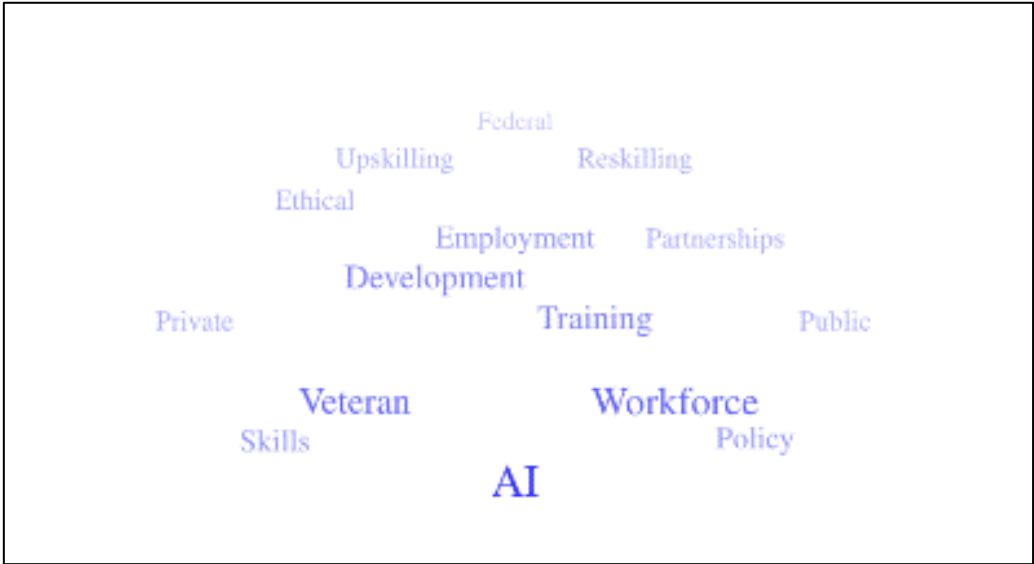 Federal
Upskilling Reskilling
Ethical
Employment Partnerships
Development
Private Training Public
Veteran Workforce
Skills Policy
AI